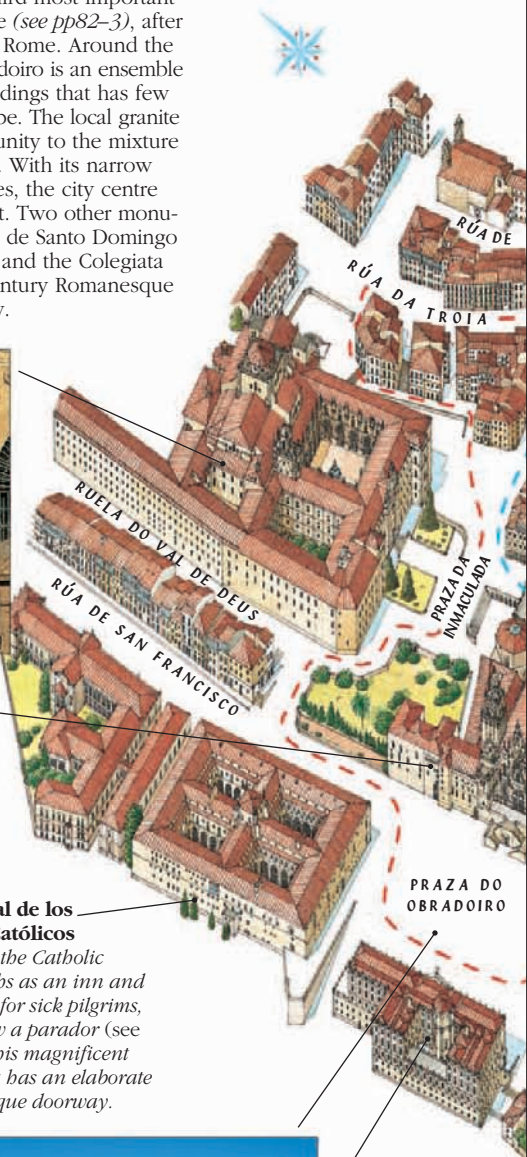 ird most important
e (see pp82–3), after
Rome. Around the
doiro is an ensemble
dings that has few
pe. The local granite
unity to the mixture
. With its narrow
es, the city centre
t. Two other monu-
de Santo Domingo
and the Colegiata
ntury Romanesque
y.
RÚA DE
RÚA DA TROIA
RUELA DO VAL DE DEUS
RÚA DE SAN FRANCISCO
PRAZA DA
INMACULADA
PRAZA DO
OBRADOIRO
al de los
atólicos
the Catholic
bs as an inn and
for sick pilgrims,
w a parador (see
his magnificent
has an elaborate
que doorway.